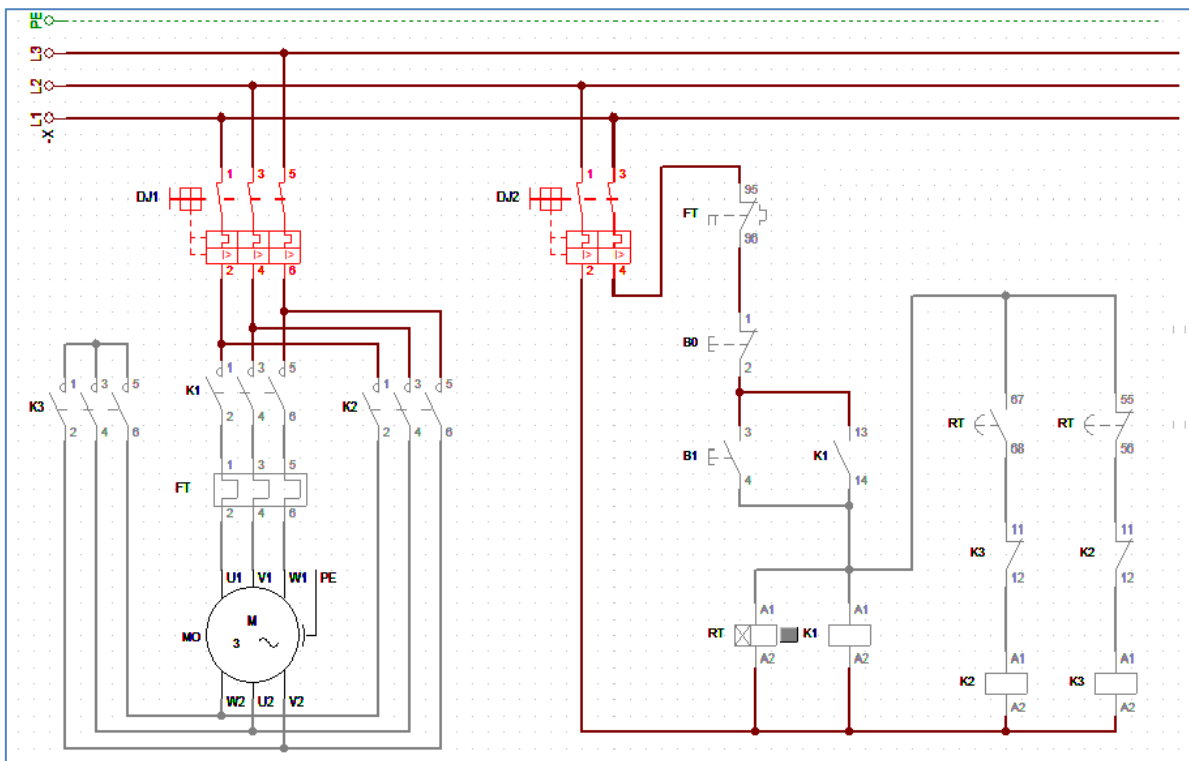 PE
L3
L2
L1
-X
1 3 5
DJ1
I> I> I>
2 4 6
1 3
DJ2
I> I>
2 4
95
FT
96
1
B0
2
1 3 5
K3
2 4 6
1 3 5
K1
2 4 6
1 3 5
K2
2 4 6
3
B1
4
13
K1
14
67
RT
68
55
RT
56
1 3 5
FT
2 4 6
11
K3
12
11
K2
12
U1 V1 W1 PE
M
MO
3
W2 U2 V2
A1
RT
A2
A1
K1
A2
A1
K2
A2
A1
K3
A2